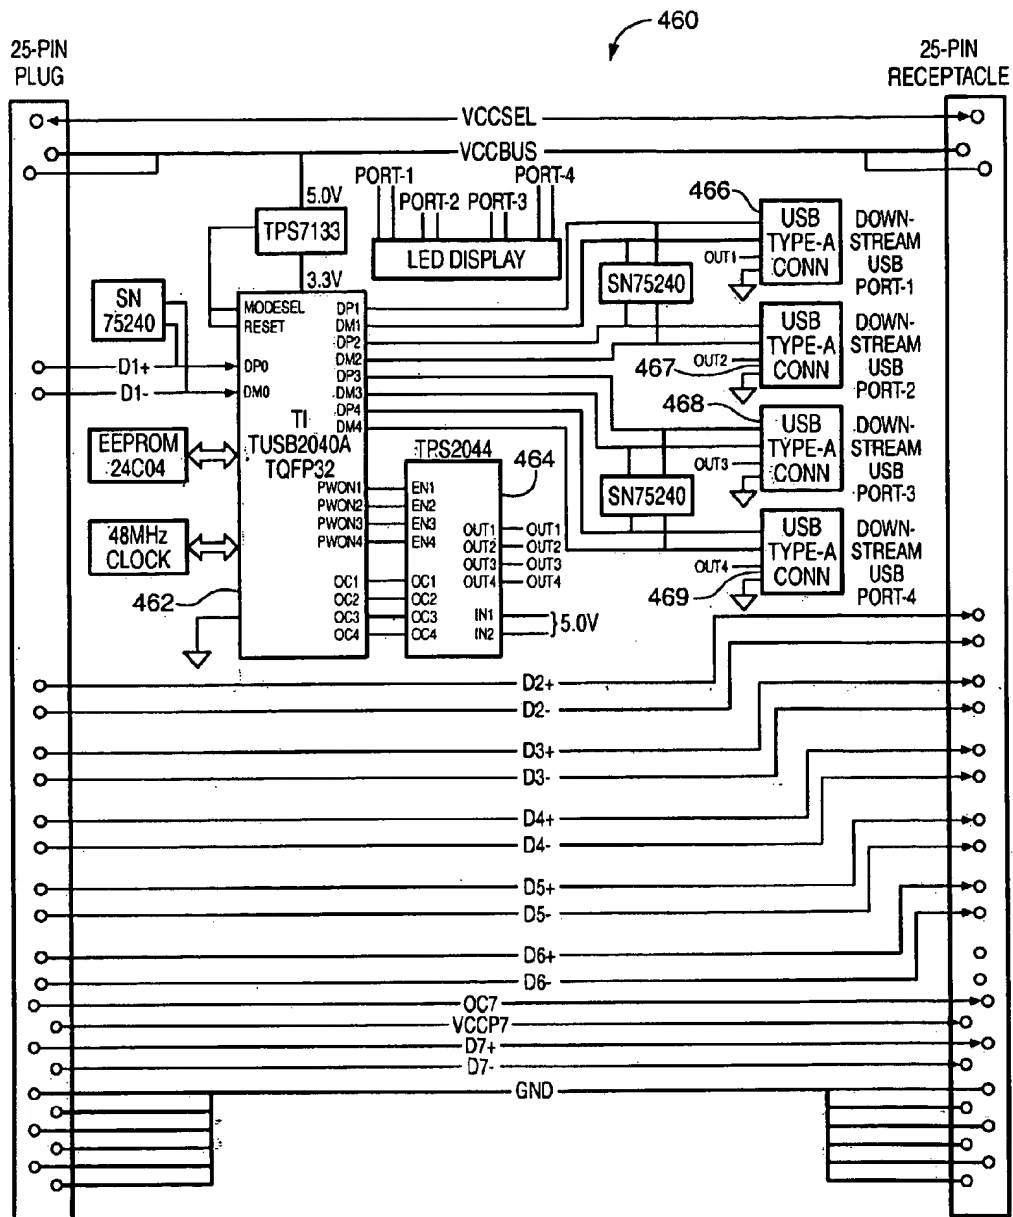 460
25-PIN
PLUG
25-PIN
RECEPTACLE
VCCSEL
VCCBUS
PORT-1
PORT-4
PORT-2
PORT-3
5.0V
TPS7133
LED DISPLAY
3.3V
466
USB
TYPE-A
CONN
OUT1
DOWN-
STREAM
USB
PORT-1
SN75240
SN
75240
MODESEL
RESET
DP1
DM1
DP2
DM2
DP3
DM3
DP4
DM4
D1+
D1-
DP0
DM0
USB
TYPE-A
CONN
OUT2
467
DOWN-
STREAM
USB
PORT-2
468
TI
TUSB2040A
TQFP32
EEPROM
24C04
TPS2044
464
USB
TYPE-A
CONN
OUT3
DOWN-
STREAM
USB
PORT-3
SN75240
PWON1
PWON2
PWON3
PWON4
EN1
EN2
EN3
EN4
OUT1
OUT2
OUT3
OUT4
OUT1
OUT2
OUT3
OUT4
48MHz
CLOCK
462
USB
TYPE-A
CONN
OUT4
469
DOWN-
STREAM
USB
PORT-4
OC1
OC2
OC3
OC4
OC1
OC2
OC3
OC4
IN1
IN2
}5.0V
D2+
D2-
D3+
D3-
D4+
D4-
D5+
D5-
D6+
D6-
OC7
VCCP7
D7+
D7-
GND